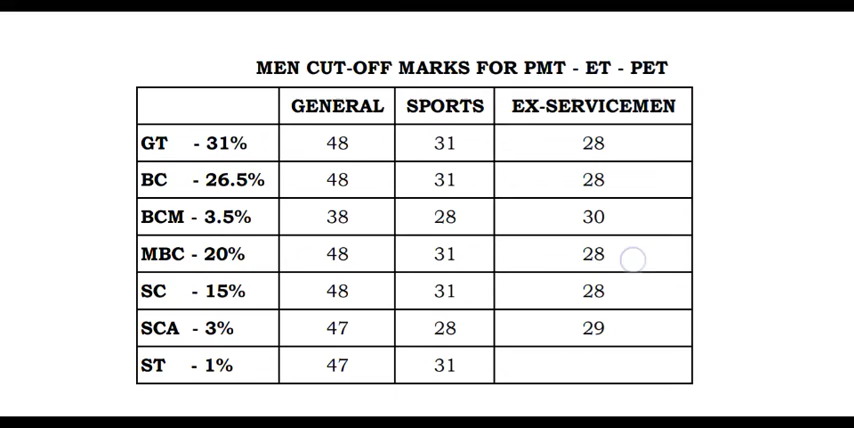 MEN CUT-OFF MARKS FOR PMT - ET - PET
GENERAL SPORTS EX-SERVICEMEN
GT - 31% 48 31 28
BC - 26.5% 48 31 28
BCM - 3.5% 38 28 30
MBC - 20% 48 31 28
SC - 15% 48 31 28
SCA - 3% 47 28 29
ST - 1% 47 31